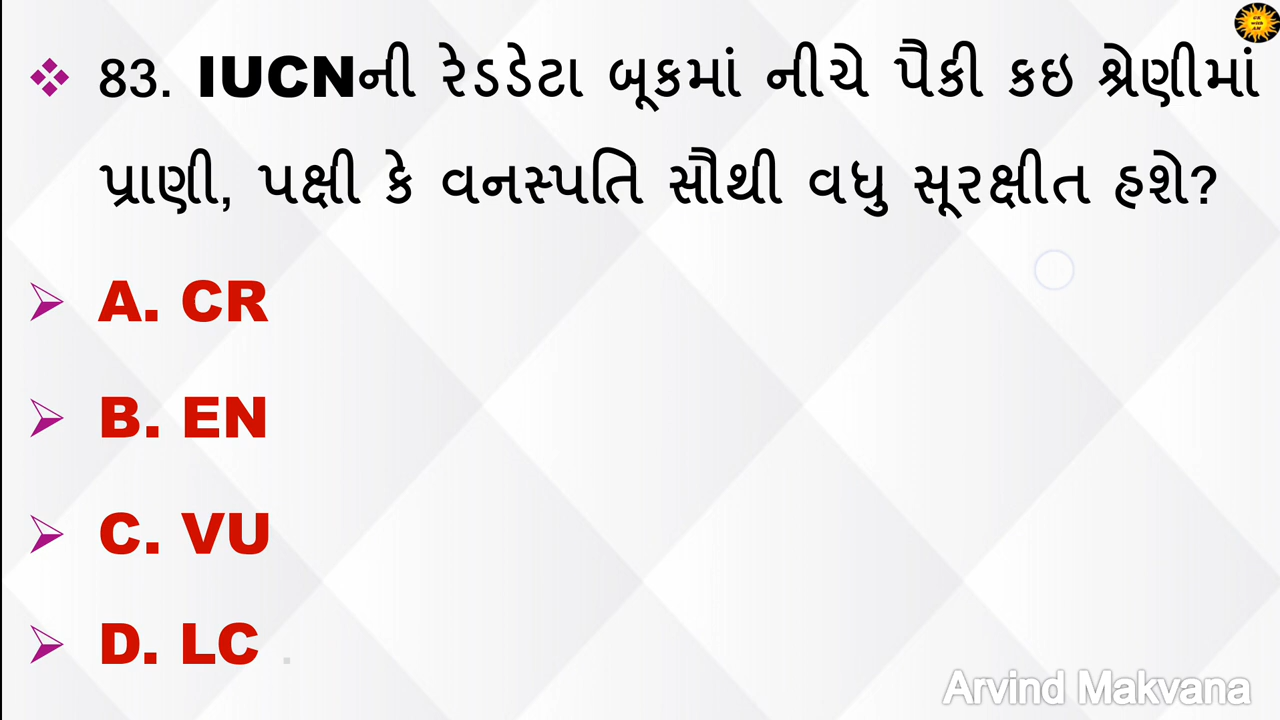 83. IUCNની રેડડેટા બૂકમાં નીચે પૈકી કઇ શ્રેણીમાં
પ્રાણી, પક્ષી કે વનસ્પતિ સૌથી વધુ સૂરક્ષીત હશે?
A. CR
B. EN
C. VU
D. LC .
Arvind Makvana